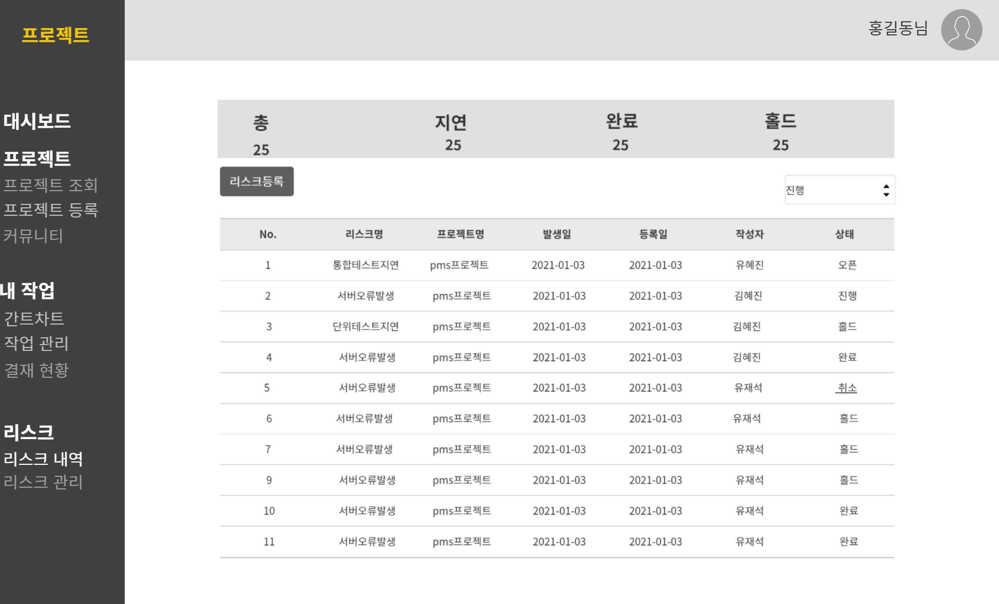 프로젝트
홍길동님
대시보드
프로젝트
프로젝트 조회
프로젝트 등록
커뮤니티
내 작업
간트차트
작업 관리
결재 현황
리스크
리스크 내역
리스크 관리
총 지연 완료 홀드
25 25 25 25
리스크등록
진행
No. 리스크명 프로젝트명 발생일 등록일 작성자 상태
1 통합테스트지연 pms프로젝트 2021-01-03 2021-01-03 유혜진 오픈
2 서버오류발생 pms프로젝트 2021-01-03 2021-01-03 김혜진 진행
3 단위테스트지연 pms프로젝트 2021-01-03 2021-01-03 김혜진 홀드
4 서버오류발생 pms프로젝트 2021-01-03 2021-01-03 김혜진 완료
5 서버오류발생 pms프로젝트 2021-01-03 2021-01-03 유재석 취소
6 서버오류발생 pms프로젝트 2021-01-03 2021-01-03 유재석 홀드
7 서버오류발생 pms프로젝트 2021-01-03 2021-01-03 유재석 홀드
9 서버오류발생 pms프로젝트 2021-01-03 2021-01-03 유재석 홀드
10 서버오류발생 pms프로젝트 2021-01-03 2021-01-03 유재석 완료
11 서버오류발생 pms프로젝트 2021-01-03 2021-01-03 유재석 완료